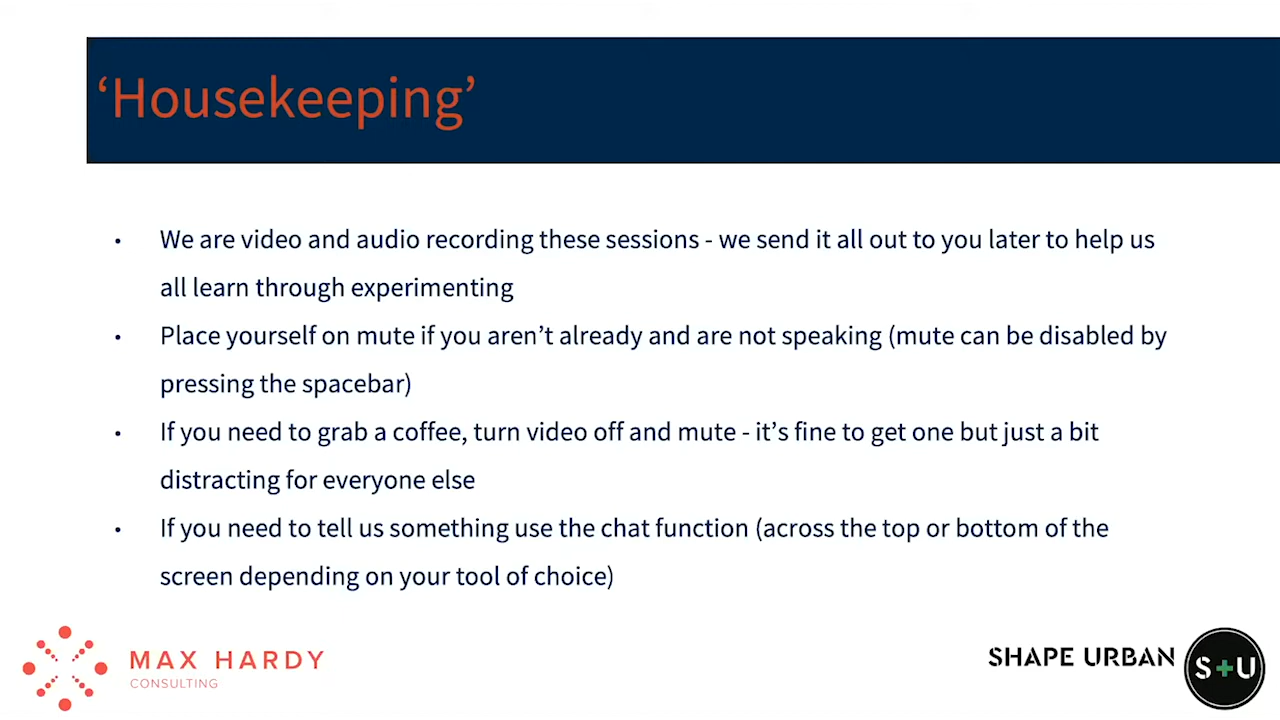 ‘Housekeeping’
• We are video and audio recording these sessions - we send it all out to you later to help us
all learn through experimenting
• Place yourself on mute if you aren’t already and are not speaking (mute can be disabled by
pressing the spacebar)
• If you need to grab a coffee, turn video off and mute - it’s fine to get one but just a bit
distracting for everyone else
• If you need to tell us something use the chat function (across the top or bottom of the
screen depending on your tool of choice)
MAX HARDY
CONSULTING
SHAPE URBAN
S+U